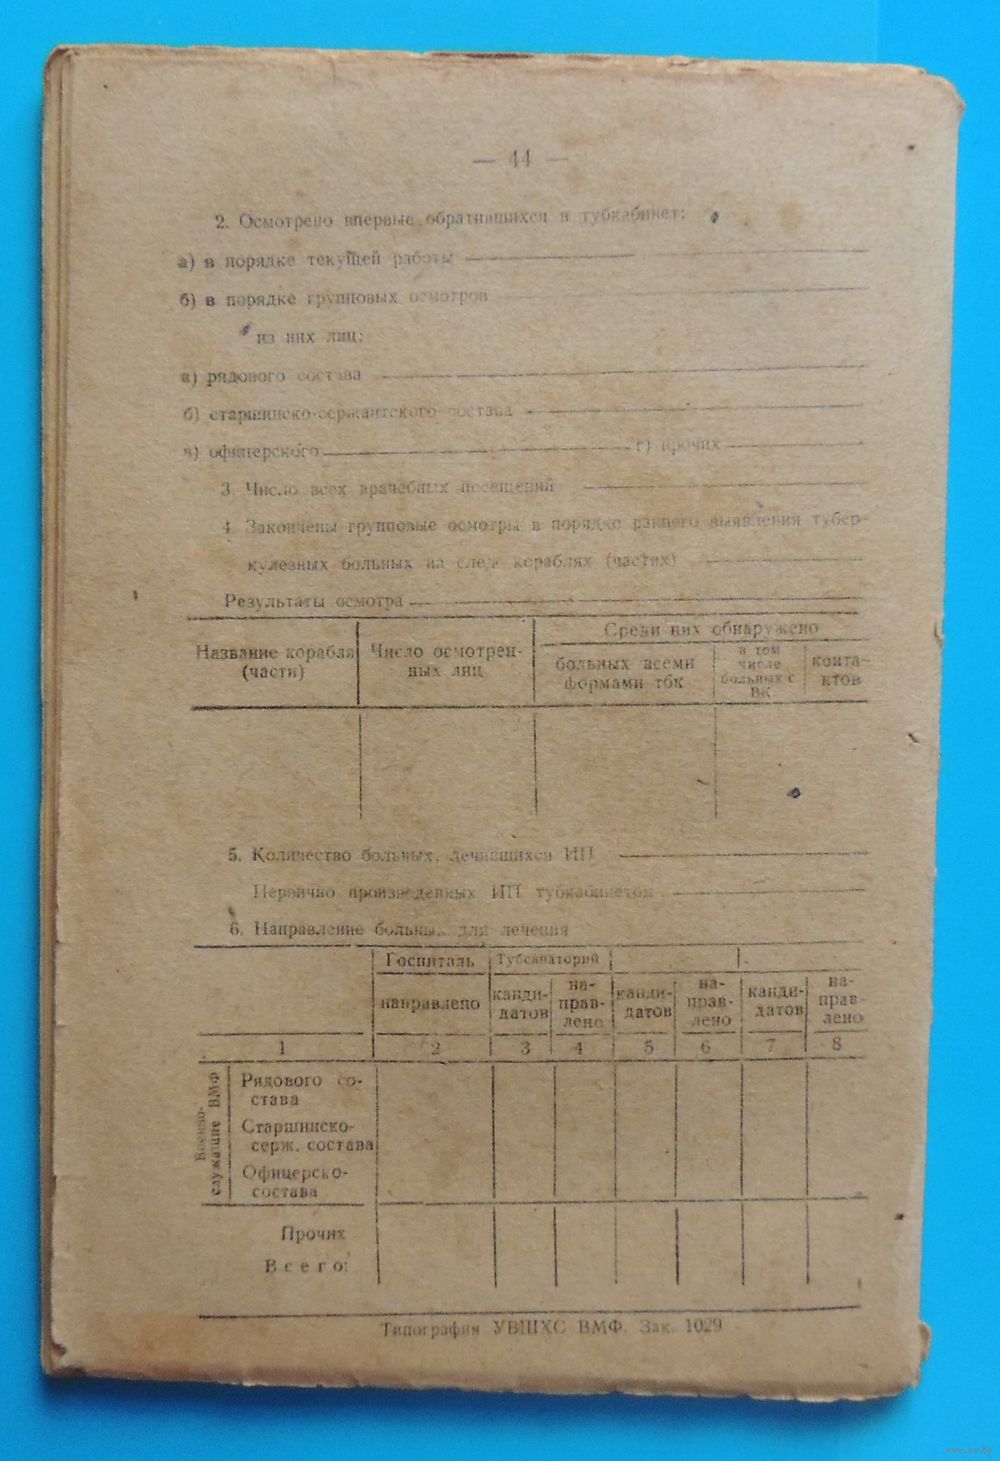 — 44 —
2. Осмотрено впервые обратившихся в тубкабинет:
а) в порядке текущей работы
б) в порядке групповых осмотров
из них лиц:
а) рядового состава
б) старшинско-сержантского состава
в) офицерского г) прочих
3. Число всех врачебных посещений
4. Закончены групповые осмотры в порядке раннего выявления тубер-
кулезных больных на след. кораблях (частях)
Результаты осмотра
Среди них обнаружено
Название корабля (части)
Число осмотрен-
ных лиц
больных всеми
формами тбк
в том
числе
больных с
ВК
конта-
ктов
5. Количество больных, лечившихся ИП
Первично произведенных ИП тубкабинетом
6. Направление больных для лечения
Госпиталь Тубсанаторий
направлено
канди-
датов
на-
прав-
лено
канди-
датов
на-
прав-
лено
канди-
датов
на-
прав-
лено
1 2 3 4 5 6 7 8
Военно-
служащие ВМФ
Рядового со-
става
Старшинско-
серж. состава
Офицерско-
состава
Прочих
Всего:
Типография УВШХС ВМФ. Зак. 1029
www.ay.by